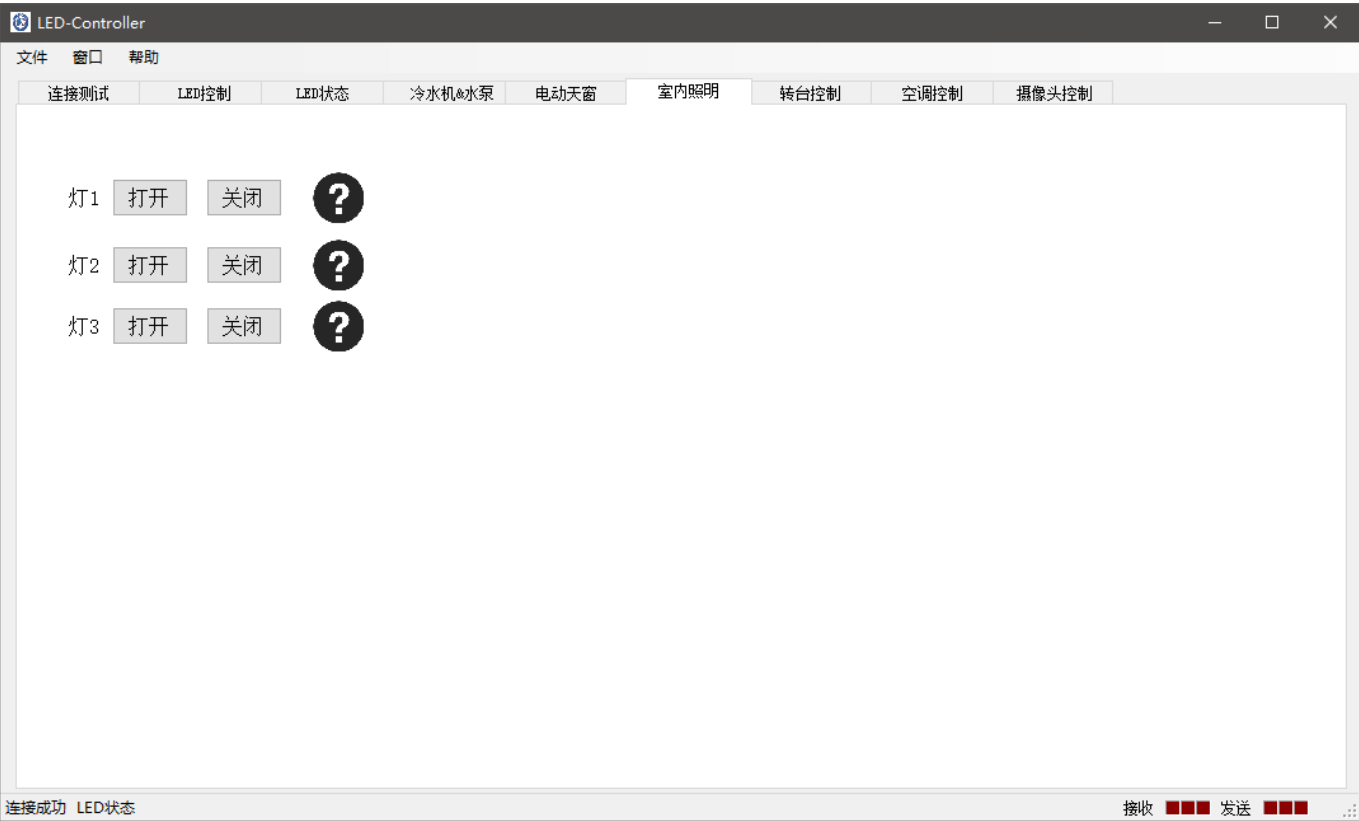 LED-Controller
文件 窗口 帮助
连接测试 LED控制 LED状态 冷水机&水泵 电动天窗 室内照明 转台控制 空调控制 摄像头控制
灯1 打开 关闭 ?
灯2 打开 关闭 ?
灯3 打开 关闭 ?
连接成功 LED状态 接收 发送